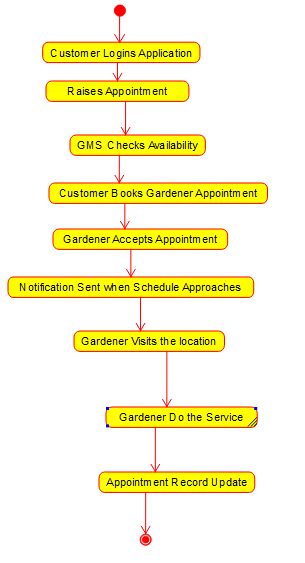 Customer Logins Application
Raises Appointment
GMS Checks Availability
Customer Books Gardener Appointment
Gardener Accepts Appointment
Notification Sent when Schedule Approaches
Gardener Visits the location
Gardener Do the Service
Appointment Record Update